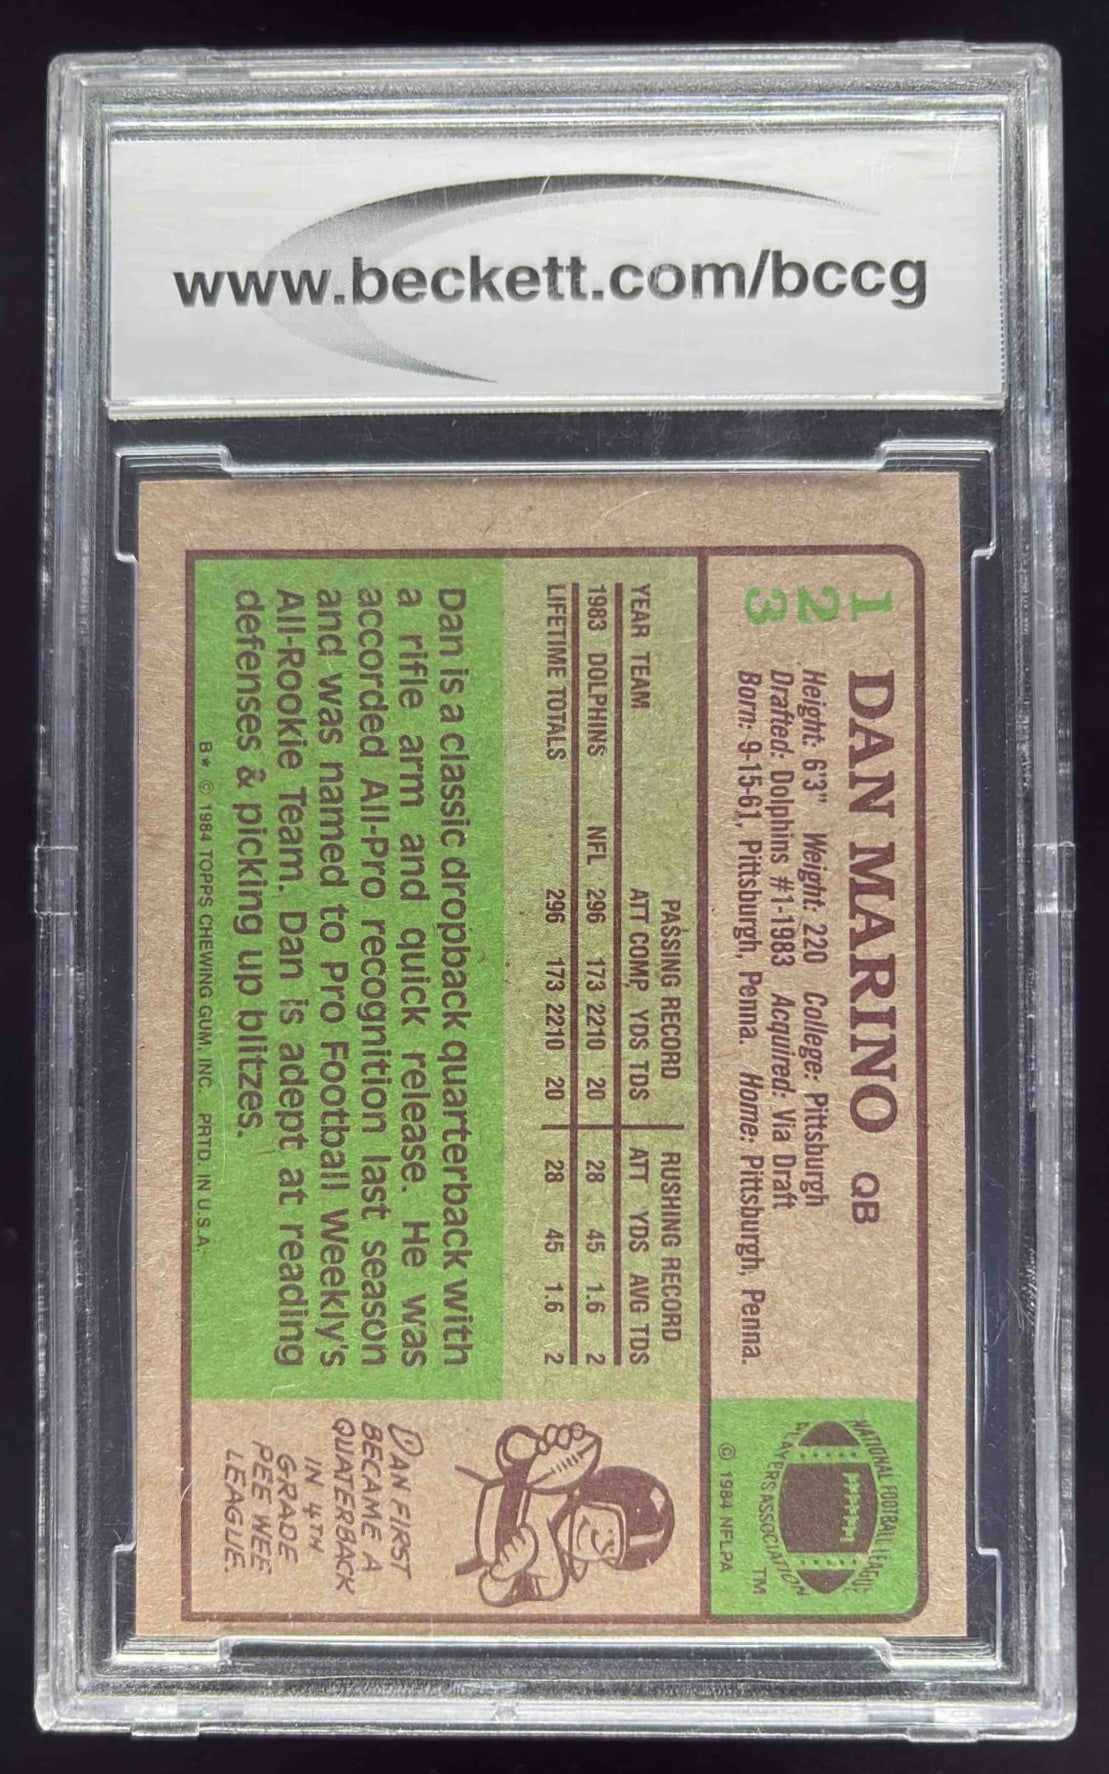 www.beckett.com/bccg
123
DAN MARINO QB
Height: 6'3" Weight: 220 College: Pittsburgh
Drafted: Dolphins #1-1983 Acquired: Via Draft
Born: 9-15-61, Pittsburgh, Penna. Home: Pittsburgh, Penna.
NATIONAL FOOTBALL LEAGUE
PLAYERS ASSOCIATION
TM
© 1984 NFLPA
PASSING RECORD RUSHING RECORD
YEAR TEAM ATT COMP. YDS TDS ATT YDS AVG TDS
1983 DOLPHINS NFL 296 173 2210 20 28 45 1.6 2
LIFETIME TOTALS 296 173 2210 20 28 45 1.6 2
Dan is a classic dropback quarterback with
a rifle arm and quick release. He was
accorded All-Pro recognition last season
and was named to Pro Football Weekly's
All-Rookie Team. Dan is adept at reading
defenses & picking up blitzes.
B* © 1984 TOPPS CHEWING GUM, INC. PRTD. IN U.S.A.
DAN FIRST
BECAME A
QUATERBACK
IN 4TH
GRADE
PEE WEE
LEAGUE.